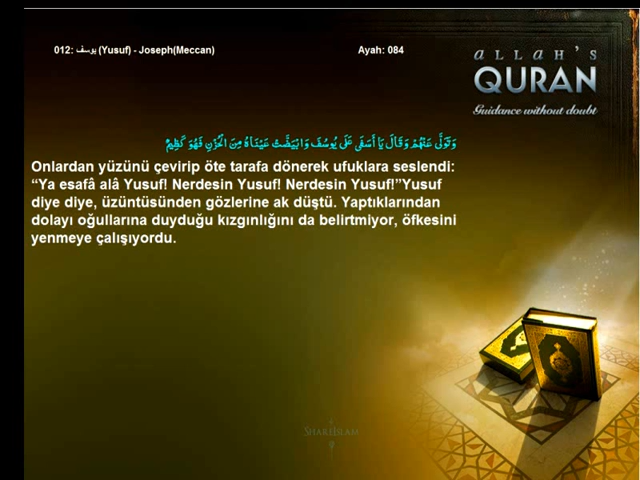 012: يوسف (Yusuf) - Joseph(Meccan) Ayah: 084
ALLAH'S
QURAN
Guidance without doubt
وَتَوَلَّى عَنْهُمْ وَقَالَ يَا أَسَفَى عَلَى يُوسُفَ وَابْيَضَّتْ عَيْنَاهُ مِنَ الْحُزْنِ فَهُوَ كَظِيمٌ
Onlardan yüzünü çevirip öte tarafa dönerek ufuklara seslendi:
“Ya esafâ alâ Yusuf! Nerdesin Yusuf! Nerdesin Yusuf!”Yusuf
diye diye, üzüntüsünden gözlerine ak düştü. Yaptıklarından
dolayı oğullarına duyduğu kızgınlığını da belirtmiyor, öfkesini
yenmeye çalışıyordu.
SHAREISLAM